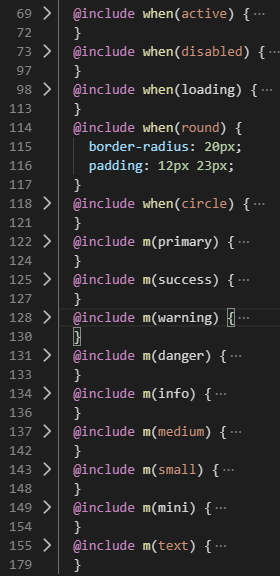 69 > @include when(active) {···
72 }
73 > @include when(disabled) {···
97 }
98 > @include when(loading) {···
113 }
114 @include when(round) {
115 border-radius: 20px;
116 padding: 12px 23px;
117 }
118 > @include when(circle) {···
121 }
122 > @include m(primary) {···
124 }
125 > @include m(success) {···
127 }
128 > @include m(warning) {···
130 }
131 > @include m(danger) {···
133 }
134 > @include m(info) {···
136 }
137 > @include m(medium) {···
142 }
143 > @include m(small) {···
148 }
149 > @include m(mini) {···
154 }
155 > @include m(text) {···
179 }